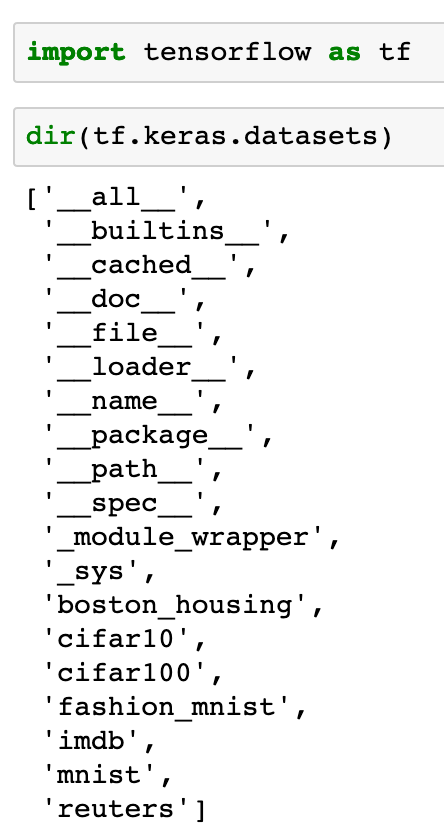 import tensorflow as tf
dir(tf.keras.datasets)
['__all__',
'__builtins__',
'__cached__',
'__doc__',
'__file__',
'__loader__',
'__name__',
'__package__',
'__path__',
'__spec__',
'_module_wrapper',
'_sys',
'boston_housing',
'cifar10',
'cifar100',
'fashion_mnist',
'imdb',
'mnist',
'reuters']